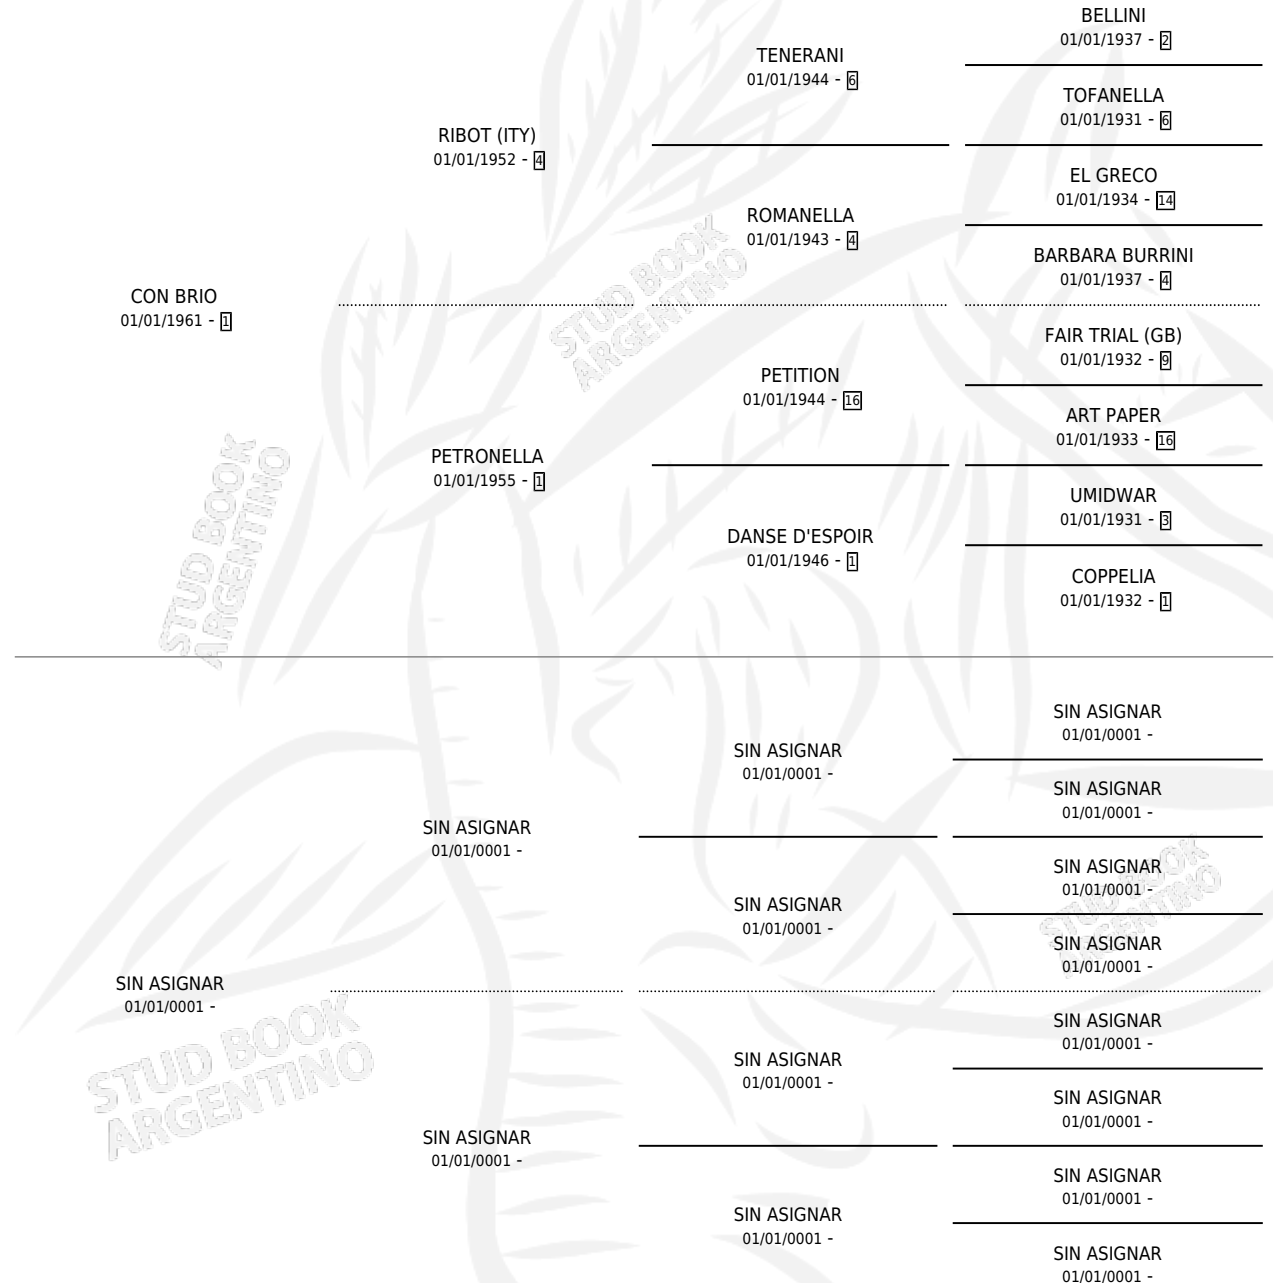 BELLINI
01/01/1937 - 2
TENERANI
01/01/1944 - 6
TOFANELLA
01/01/1931 - 6
RIBOT (ITY)
01/01/1952 - 4
EL GRECO
01/01/1934 - 14
ROMANELLA
01/01/1943 - 4
BARBARA BURRINI
01/01/1937 - 4
CON BRIO
01/01/1961 - 1
FAIR TRIAL (GB)
01/01/1932 - 9
PETITION
01/01/1944 - 16
ART PAPER
01/01/1933 - 16
PETRONELLA
01/01/1955 - 1
UMIDWAR
01/01/1931 - 3
DANSE D'ESPOIR
01/01/1946 - 1
COPPELIA
01/01/1932 - 1
STUD BOOK
ARGENTINO
STUD BOOK
ARGENTINO
SIN ASIGNAR
01/01/0001 -
SIN ASIGNAR
01/01/0001 -
SIN ASIGNAR
01/01/0001 -
SIN ASIGNAR
01/01/0001 -
SIN ASIGNAR
01/01/0001 -
SIN ASIGNAR
01/01/0001 -
SIN ASIGNAR
01/01/0001 -
SIN ASIGNAR
01/01/0001 -
SIN ASIGNAR
01/01/0001 -
SIN ASIGNAR
01/01/0001 -
SIN ASIGNAR
01/01/0001 -
SIN ASIGNAR
01/01/0001 -
SIN ASIGNAR
01/01/0001 -
SIN ASIGNAR
01/01/0001 -
SIN ASIGNAR
01/01/0001 -
STUD BOOK
ARGENTINO
STUD BOOK
ARGENTINO